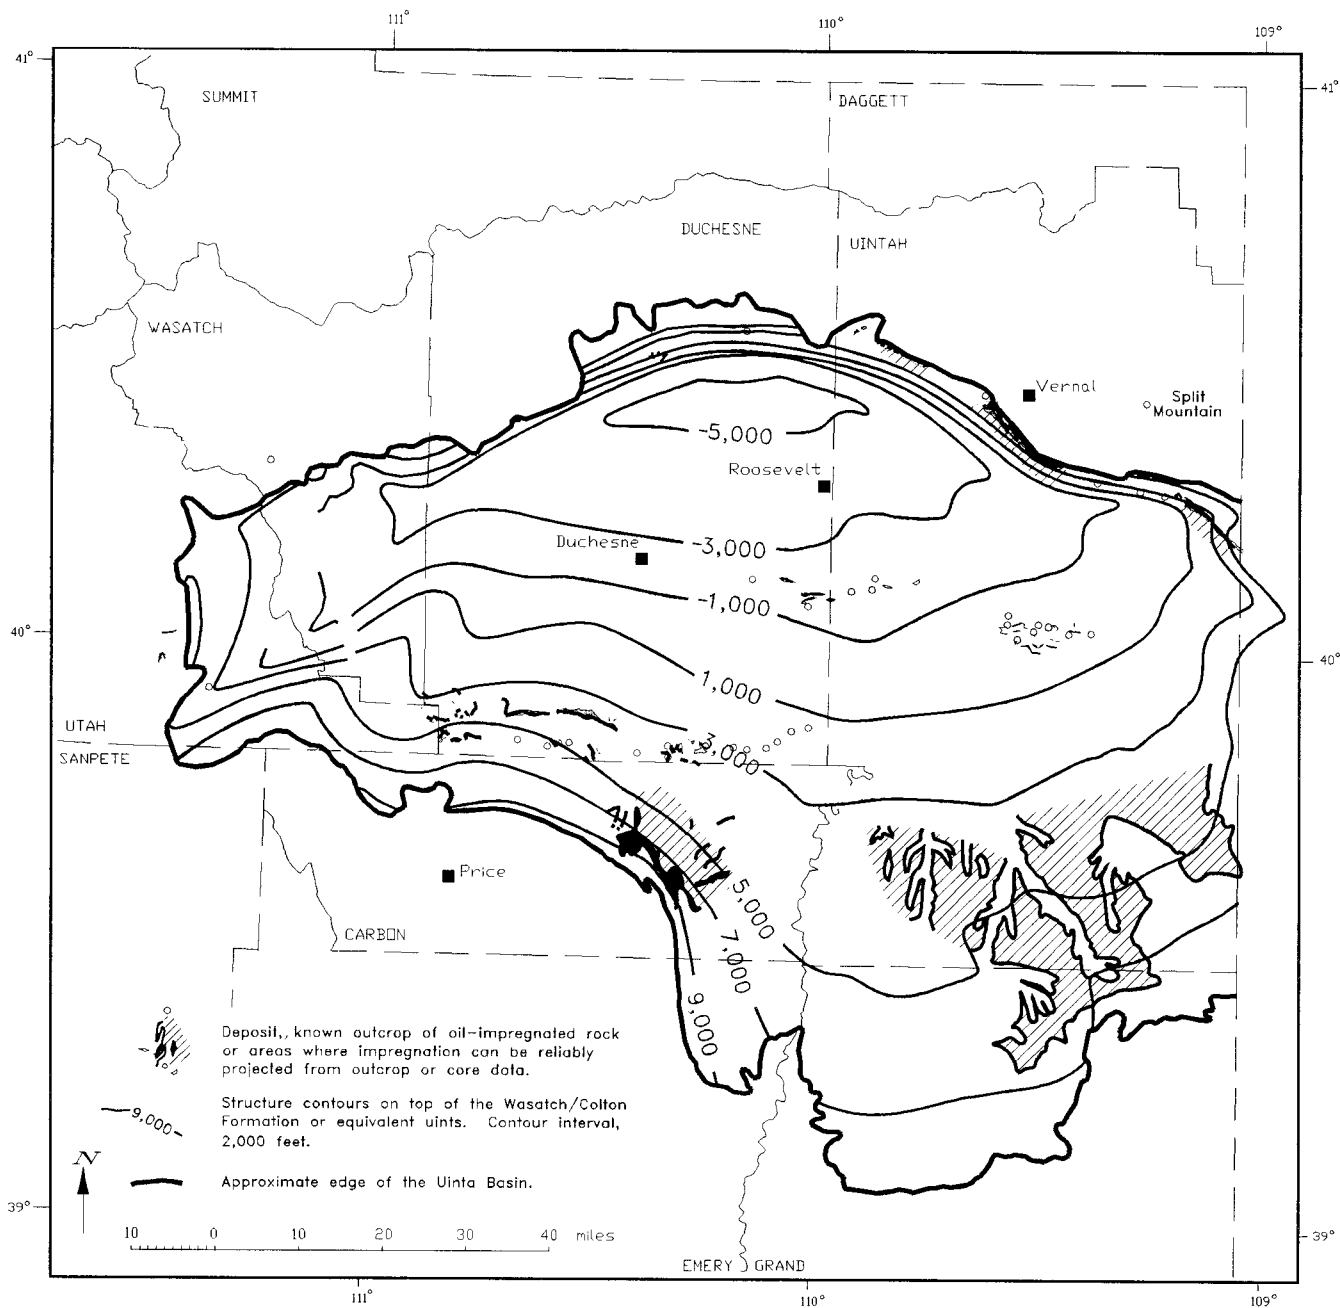 111°
110°
109°
41°
41°
SUMMIT
DAGGETT
DUCHESNE
UINTAH
WASATCH
Vernal
Split
Mountain
-5,000
Roosevelt
-3,000
Duchesne
-1,000
40°
40°
1,000
UTAH
3,000
SANPETE
Price
5,000
CARBON
7,000
9,000
Deposit,, known outcrop of oil-impregnated rock
or areas where impregnation can be reliably
projected from outcrop or core data.
9,000
Structure contours on top of the Wasatch/Colton
Formation or equivalent uints. Contour interval,
2,000 feet.
N
Approximate edge of the Uinta Basin.
39°
39°
10 0 10 20 30 40 miles
EMERY GRAND
111°
110°
109°